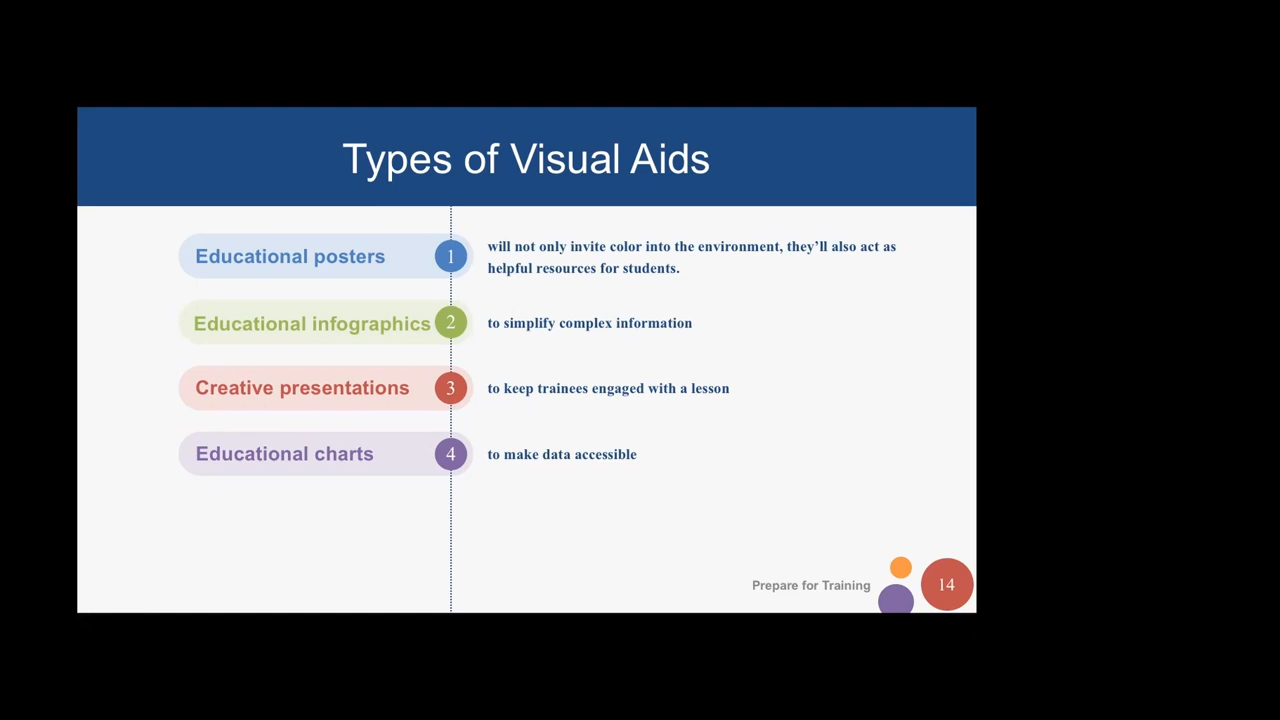 Types of Visual Aids
Educational posters
1
will not only invite color into the environment, they’ll also act as
helpful resources for students.
Educational infographics
2
to simplify complex information
Creative presentations
3
to keep trainees engaged with a lesson
Educational charts
4
to make data accessible
Prepare for Training
14